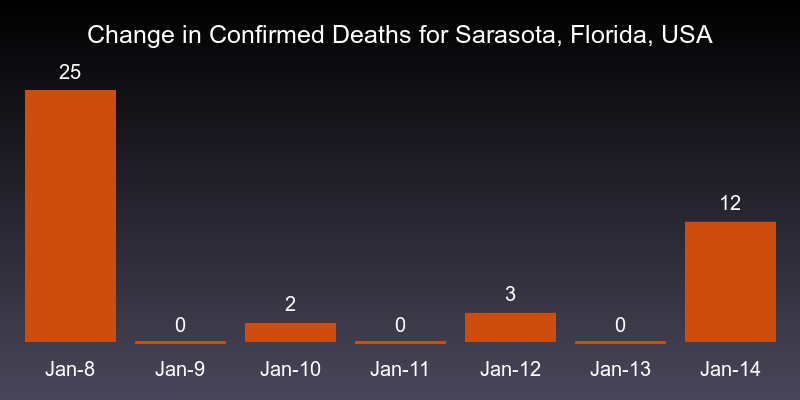 Change in Confirmed Deaths for Sarasota, Florida, USA
25
12
3
2
0 0 0
Jan-8 Jan-9 Jan-10 Jan-11 Jan-12 Jan-13 Jan-14